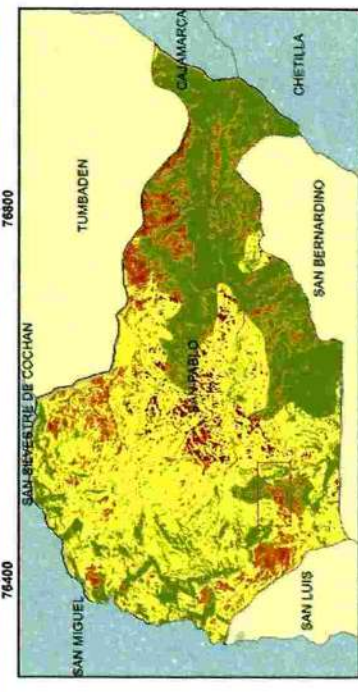 76400
76800
SAN SILVESTRE DE COCHAN
SAN MIGUEL
TUMBADEN
CAJAMARCA
SAN PABLO
CHETILLA
SAN LUIS
SAN BERNARDINO